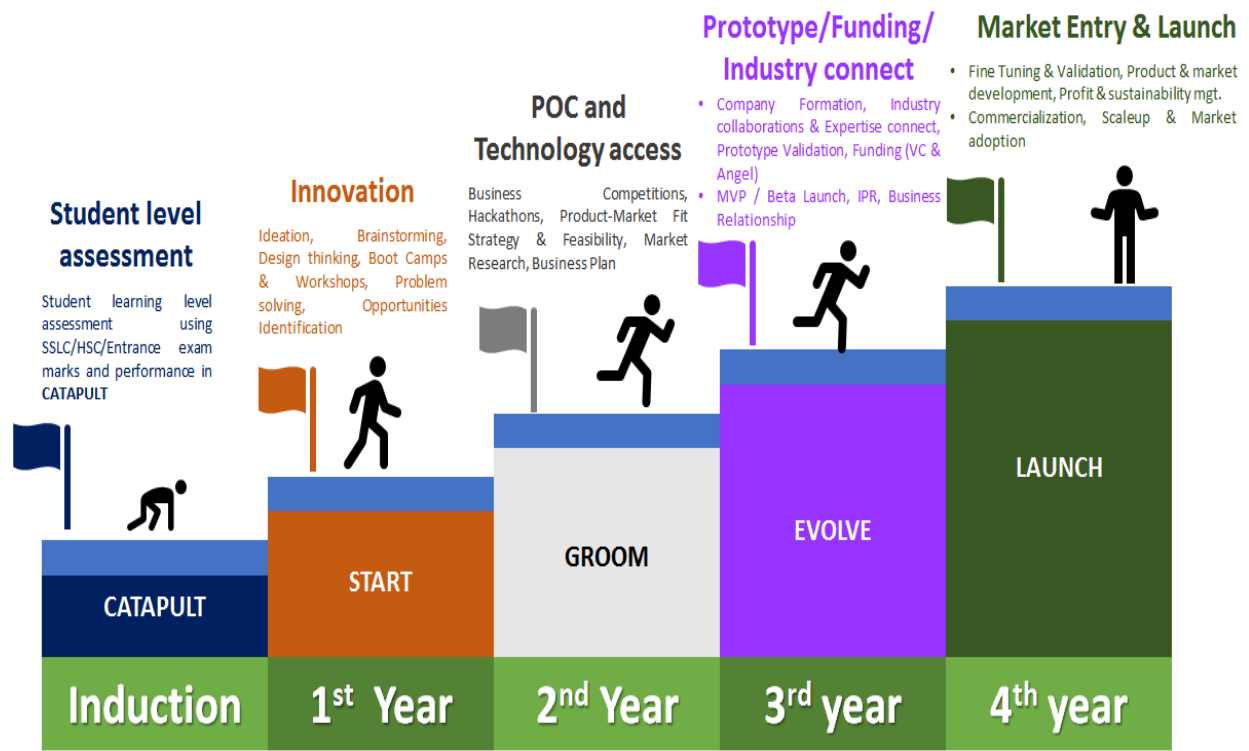 Student level
assessment
Student learning level
assessment using
SSLC/HSC/Entrance exam
marks and performance in
CATAPULT
Innovation
Ideation, Brainstorming,
Design thinking, Boot Camps
& Workshops, Problem
solving, Opportunities
Identification
POC and
Technology access
Business Competitions,
Hackathons, Product-Market Fit
Strategy & Feasibility, Market
Research, Business Plan
Prototype/Funding/
Industry connect
• Company Formation, Industry
collaborations & Expertise connect,
Prototype Validation, Funding (VC &
Angel)
• MVP / Beta Launch, IPR, Business
Relationship
Market Entry & Launch
• Fine Tuning & Validation, Product & market
development, Profit & sustainability mgt.
• Commercialization, Scaleup & Market
adoption
CATAPULT
START
GROOM
EVOLVE
LAUNCH
Induction
1st Year
2nd Year
3rd year
4th year